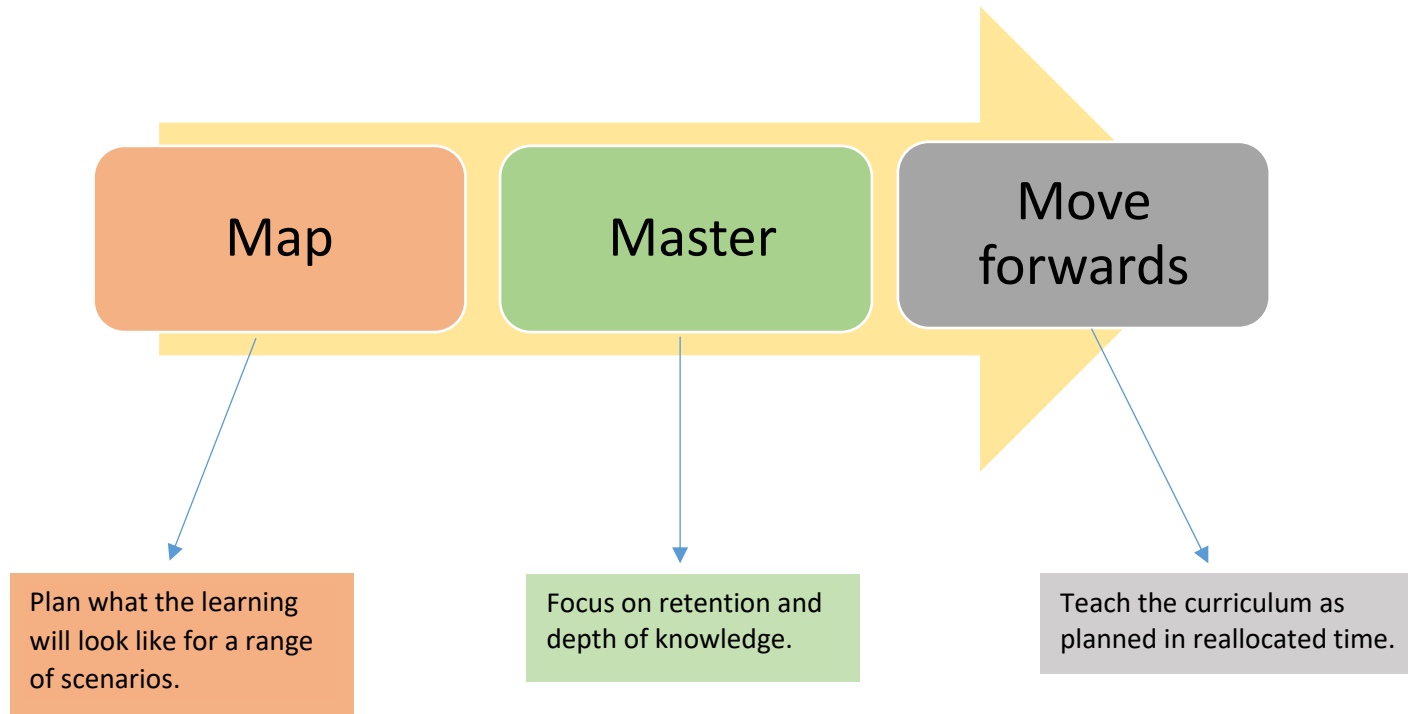 Map
Master
Move
forwards
Plan what the learning
will look like for a range
of scenarios.
Focus on retention and
depth of knowledge.
Teach the curriculum as
planned in reallocated time.